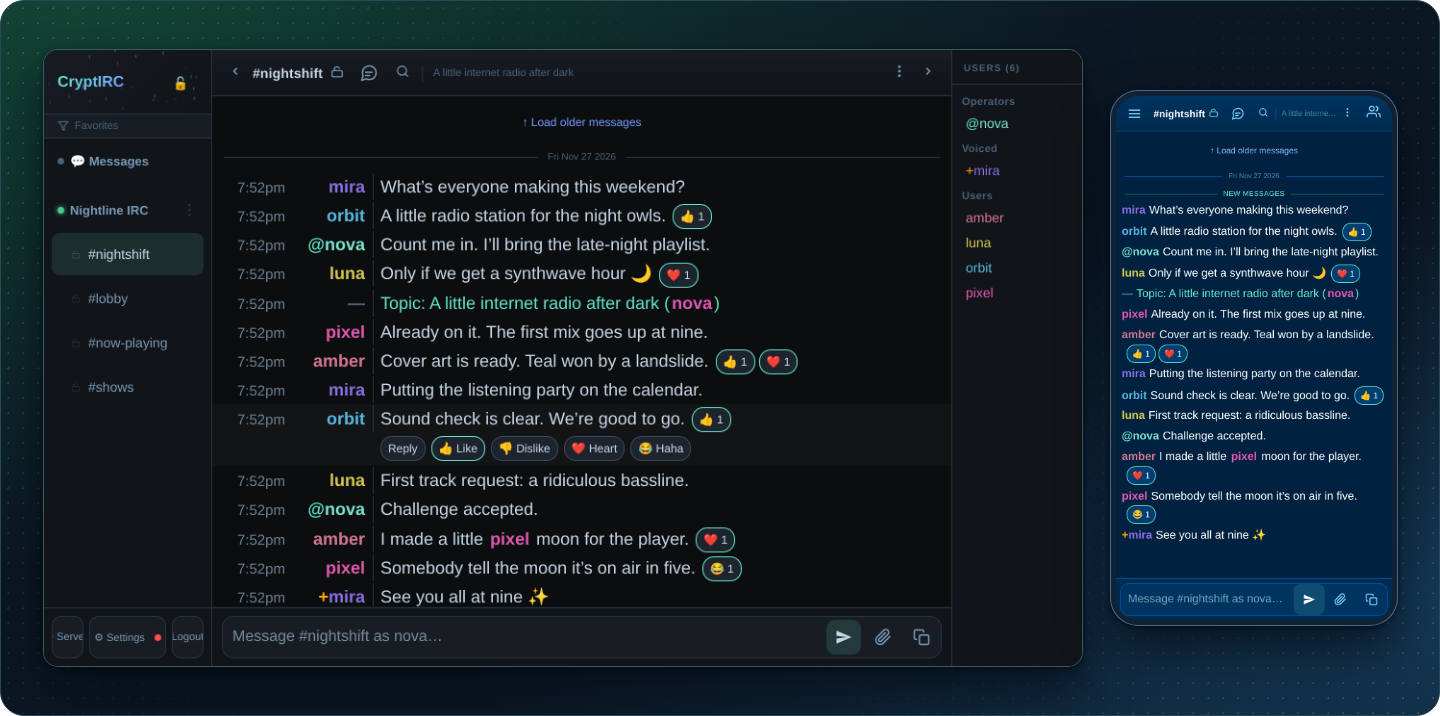 CryptIRC
Favorites
💬 Messages
Nightline IRC
#nightshift
#lobby
#now-playing
#shows
Serve
⚙ Settings
Logout
#nightshift
A little internet radio after dark
↑ Load older messages
Fri Nov 27 2026
7:52pm mira What’s everyone making this weekend?
7:52pm orbit A little radio station for the night owls. 👍 1
7:52pm @nova Count me in. I’ll bring the late-night playlist.
7:52pm luna Only if we get a synthwave hour 🌙 ❤️ 1
7:52pm — Topic: A little internet radio after dark (nova)
7:52pm pixel Already on it. The first mix goes up at nine.
7:52pm amber Cover art is ready. Teal won by a landslide. 👍 1 ❤️ 1
7:52pm mira Putting the listening party on the calendar.
7:52pm orbit Sound check is clear. We’re good to go. 👍 1
Reply 👍 Like 👎 Dislike ❤️ Heart 😂 Haha
7:52pm luna First track request: a ridiculous bassline.
7:52pm @nova Challenge accepted.
7:52pm amber I made a little pixel moon for the player. ❤️ 1
7:52pm pixel Somebody tell the moon it’s on air in five. 😂 1
7:52pm +mira See you all at nine ✨
Message #nightshift as nova…
USERS (6)
Operators
@nova
Voiced
+mira
Users
amber
luna
orbit
pixel
#nightshift
A little interne…
↑ Load older messages
Fri Nov 27 2026
NEW MESSAGES
mira What’s everyone making this weekend?
orbit A little radio station for the night owls. 👍 1
@nova Count me in. I’ll bring the late-night playlist.
luna Only if we get a synthwave hour 🌙 ❤️ 1
— Topic: A little internet radio after dark (nova)
pixel Already on it. The first mix goes up at nine.
amber Cover art is ready. Teal won by a landslide.
👍 1 ❤️ 1
mira Putting the listening party on the calendar.
orbit Sound check is clear. We’re good to go. 👍 1
luna First track request: a ridiculous bassline.
@nova Challenge accepted.
amber I made a little pixel moon for the player.
❤️ 1
pixel Somebody tell the moon it’s on air in five.
😂 1
+mira See you all at nine ✨
Message #nightshift as nova…